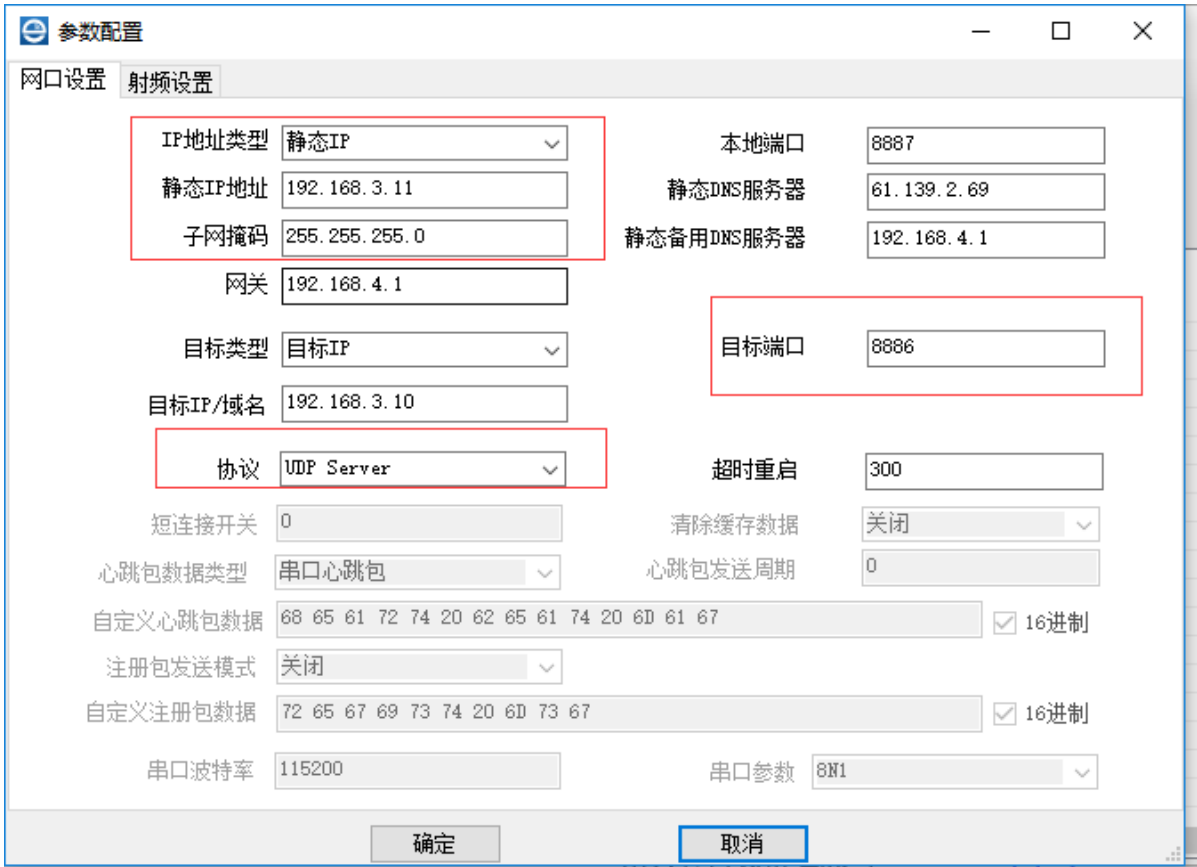 参数配置
网口设置 射频设置
IP地址类型 静态IP 本地端口 8887
静态IP地址 192.168.3.11 静态DNS服务器 61.139.2.69
子网掩码 255.255.255.0 静态备用DNS服务器 192.168.4.1
网关 192.168.4.1
目标类型 目标IP 目标端口 8886
目标IP/域名 192.168.3.10
协议 UDP Server 超时重启 300
短连接开关 0 清除缓存数据 关闭
心跳包数据类型 串口心跳包 心跳包发送周期 0
自定义心跳包数据 68 65 61 72 74 20 62 65 61 74 20 6D 61 67 16进制
注册包发送模式 关闭
自定义注册包数据 72 65 67 69 73 74 20 6D 73 67 16进制
串口波特率 115200 串口参数 8N1
确定 取消